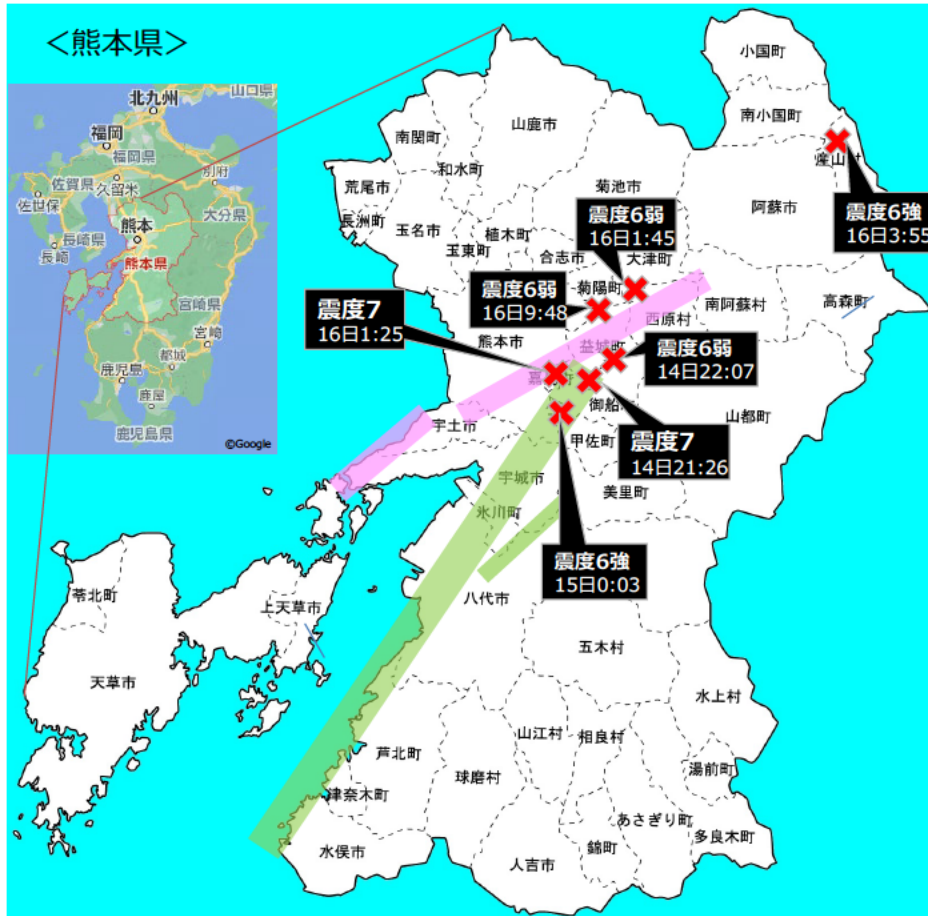 <熊本県>
北九州
山口県
福岡
福岡県
佐賀県
久留米
別府
佐世保
大分県
長崎県
熊本
長崎
熊本県
宮崎県
宮崎
都城
鹿児島
鹿屋
鹿児島県
©Google
小国町
南小国町
産山村
山鹿市
南関町
和水町
荒尾市
長洲町
玉名市
玉東町
植木町
菊池市
阿蘇市
合志市
大津町
菊陽町
震度6強
16日3:55
震度6弱
16日1:45
震度6弱
16日9:48
震度7
16日1:25
西原村
南阿蘇村
高森町
熊本市
益城町
震度6弱
14日22:07
御船
山都町
宇土市
甲佐町
震度7
14日21:26
宇城市
美里町
氷川町
震度6強
15日0:03
八代市
苓北町
上天草市
天草市
五木村
水上村
山江村
相良村
芦北町
球磨村
湯前町
津奈木町
あさぎり町
多良木町
水俣市
錦町
人吉市